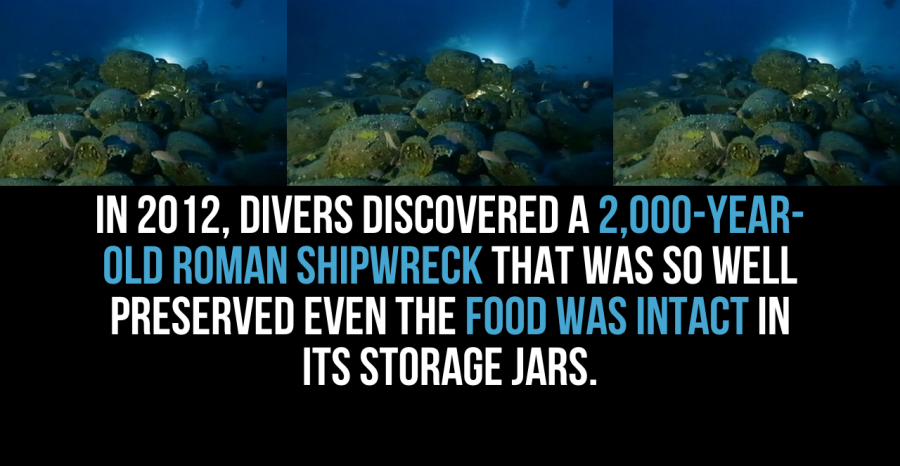 IN 2012, DIVERS DISCOVERED A 2,000-YEAR-
OLD ROMAN SHIPWRECK THAT WAS SO WELL
PRESERVED EVEN THE FOOD WAS INTACT IN
ITS STORAGE JARS.